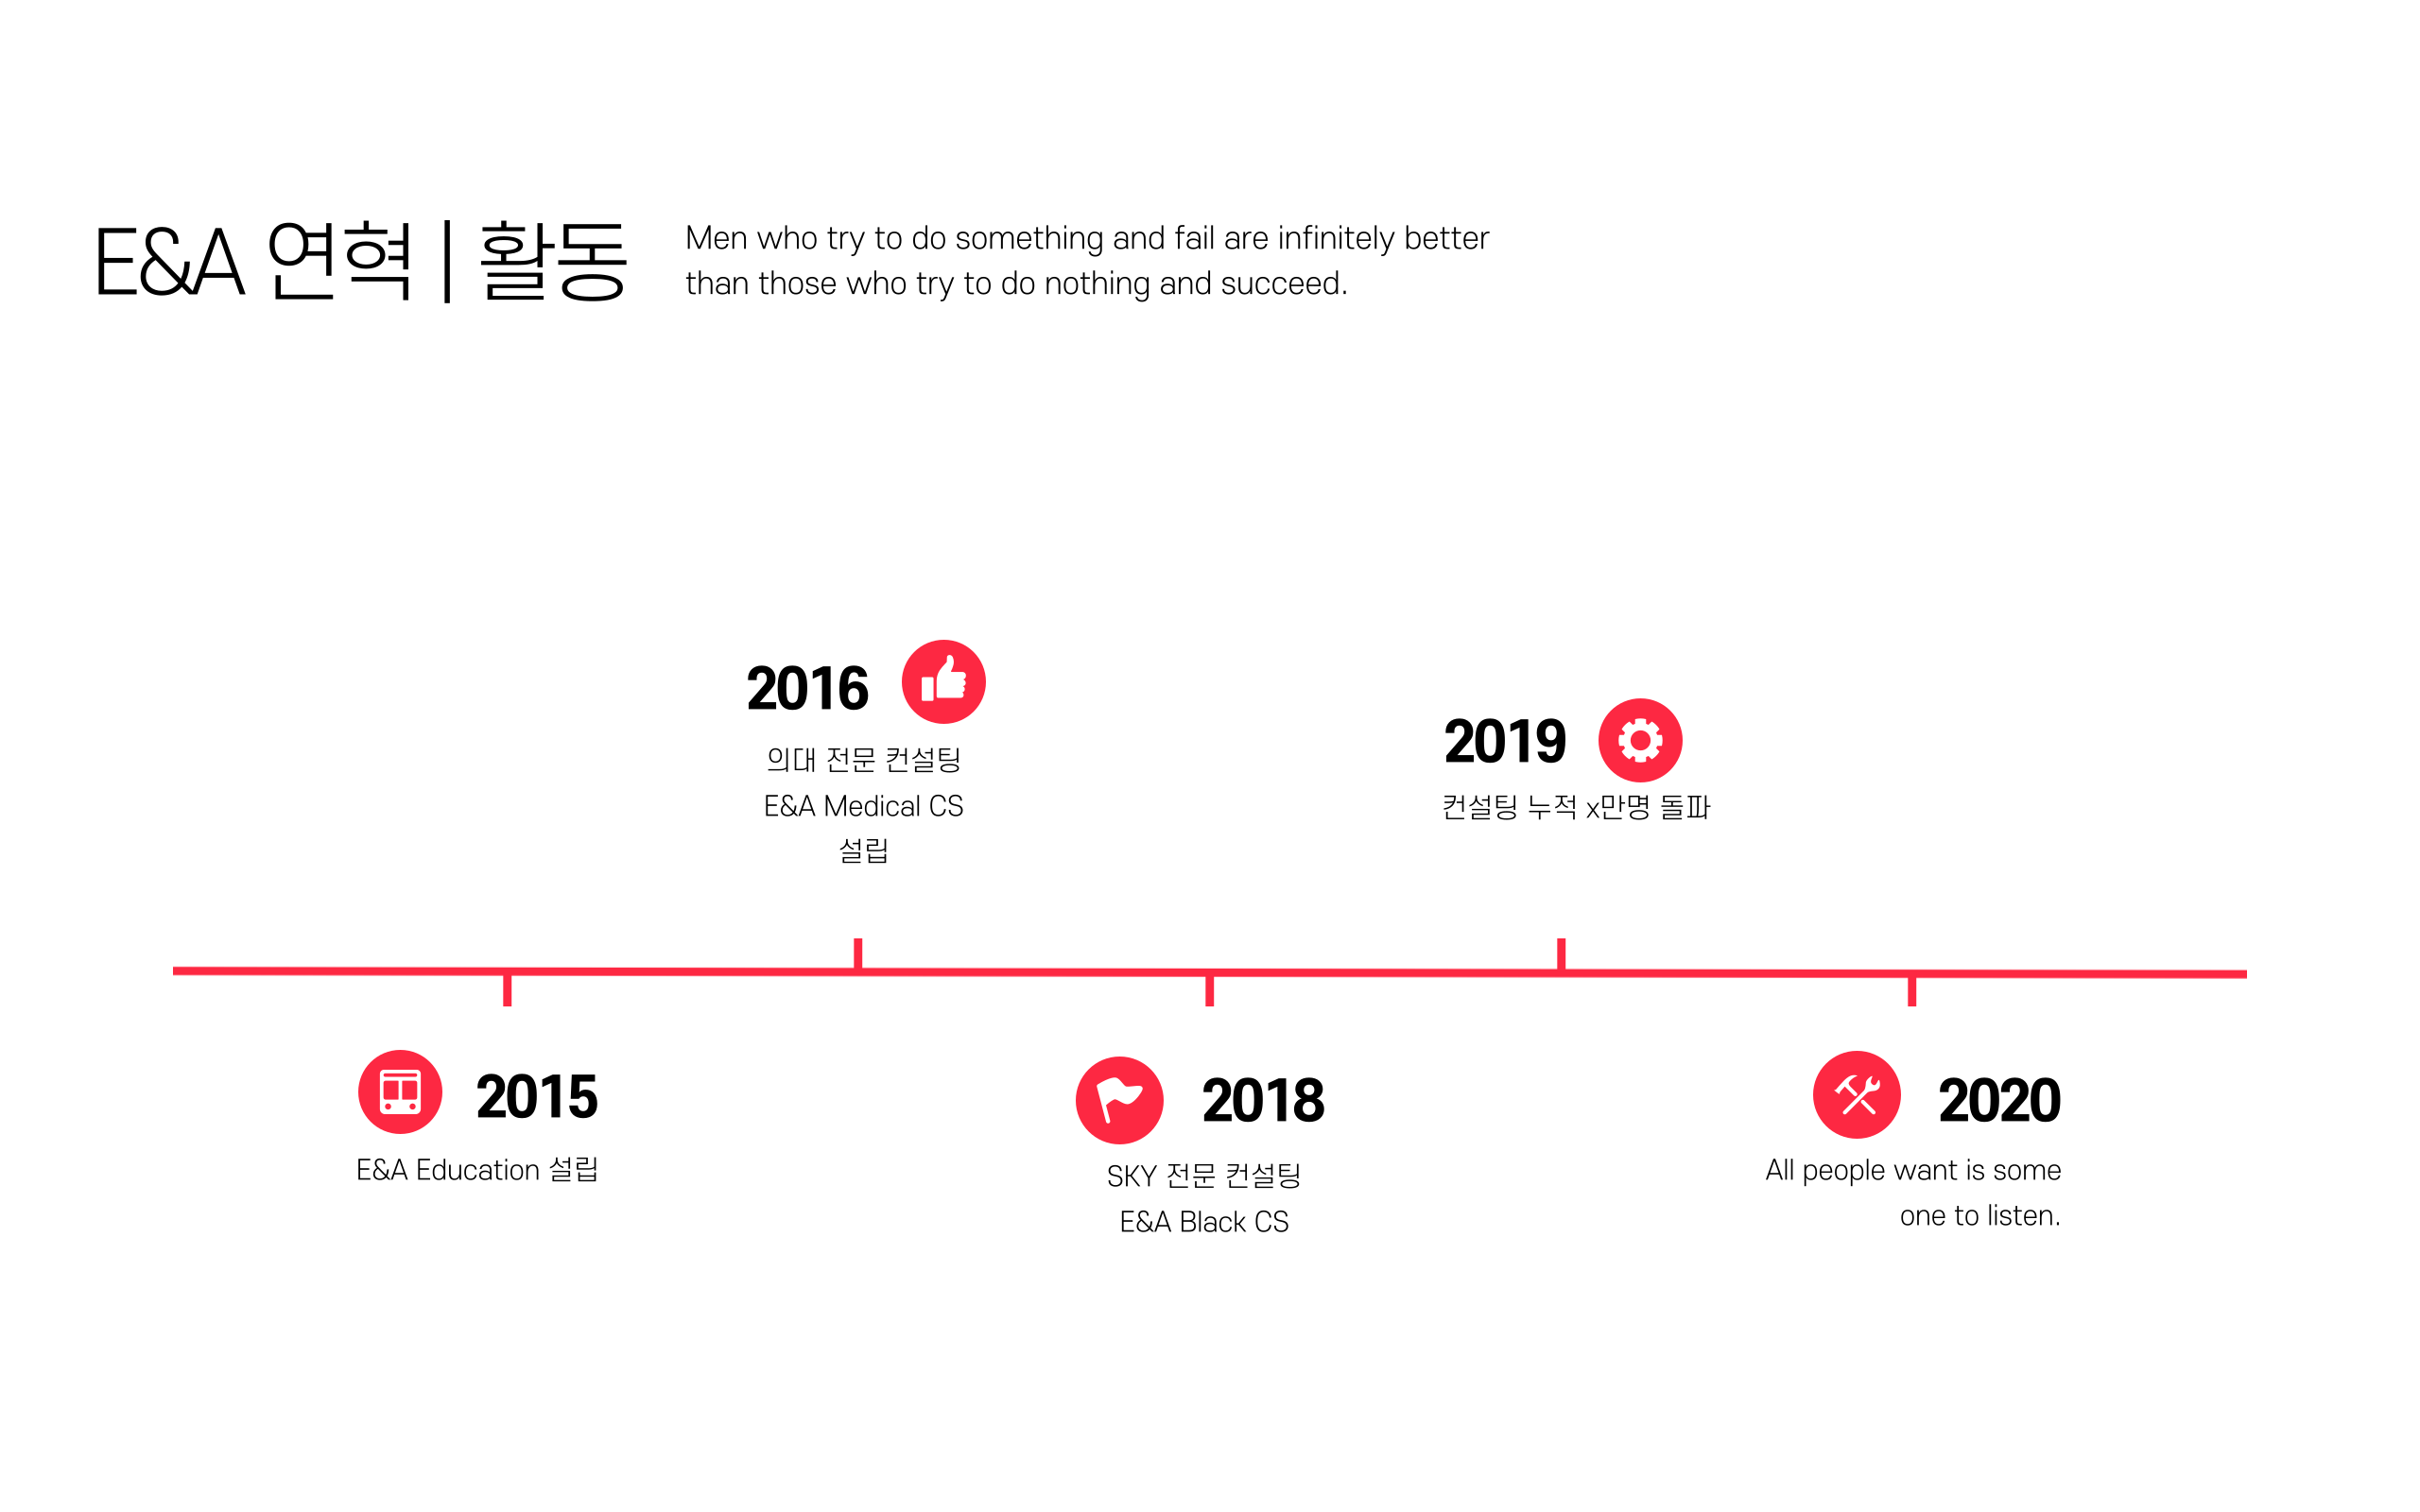 E&A 연혁 | 활동
Men who try to do something and fail are infinitely better
than those who try to do nothing and succeed.
2016
의대 전문 컨설팅
E&A Medical CS
설립
2019
컨설팅 누적 x만명 돌파
2015
E&A Education 설립
2018
SKY 전문 컨설팅
E&A Black CS
2020
All people want is some
one to listen.